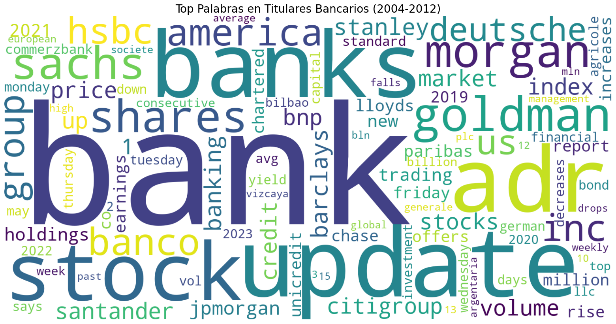 Top Palabras en Titulares Bancarios (2004-2012)
2021 hsbc average america stanley deutsche
european commerzbank societe standard agricole increases
sachs banks morgan
monday down consecutive chartered capital falls market mln index
price high bilbao lloyds 2019 management
group up shares bnp new goldman
thursday 1 tuesday bln plc us 12 financial
may earnings banking avg barclays paribas billion report
bank adr
co 2 yield trading friday bond decreases
banco vizcaya credit stocks german drops
holdings 2023 global chase offers 2020 inc weekly
2022 stock update 10
week past vol unicredit 3 15 investment wednesday argentaria days million top
says santander jpmorgan citigroup generale 13 volume llc rise